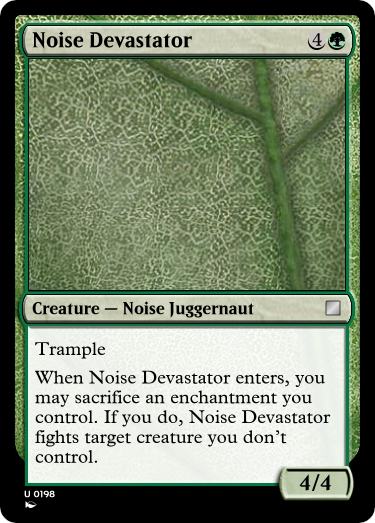 Noise Devastator 4
Creature — Noise Juggernaut
Trample
When Noise Devastator enters, you
may sacrifice an enchantment you
control. If you do, Noise Devastator
fights target creature you don't
control.
4/4
U 0198